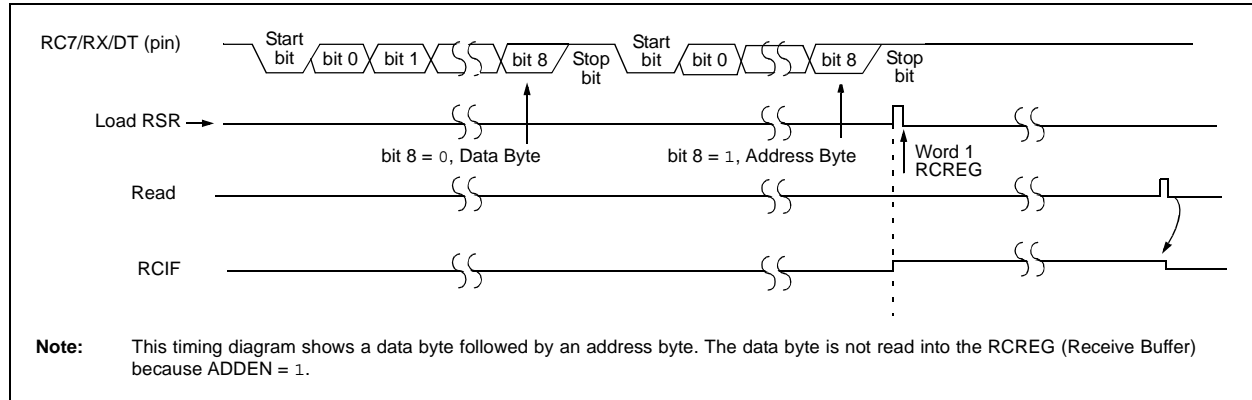 RC7/RX/DT (pin)
Start
bit
bit 0
bit 1
bit 8
Stop
bit
Start
bit
bit 0
bit 8
Stop
bit
Load RSR
bit 8 = 0, Data Byte
bit 8 = 1, Address Byte
Word 1
RCREG
Read
RCIF
Note: This timing diagram shows a data byte followed by an address byte. The data byte is not read into the RCREG (Receive Buffer)
because ADDEN = 1.